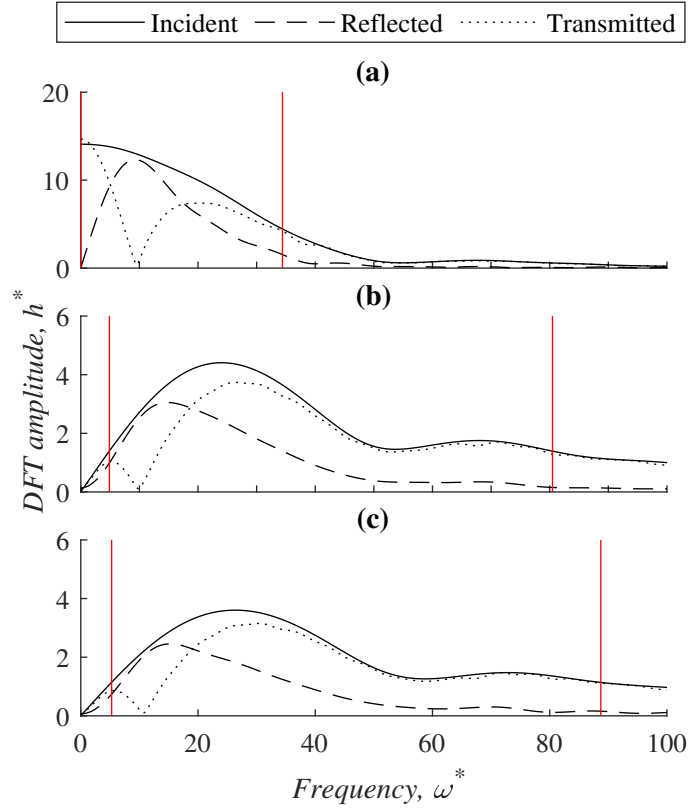 Incident Reflected Transmitted
(a)
20
10
0
(b)
6
4
2
0
DFT amplitude, h*
(c)
6
4
2
0
0 20 40 60 80 100
Frequency, ω*